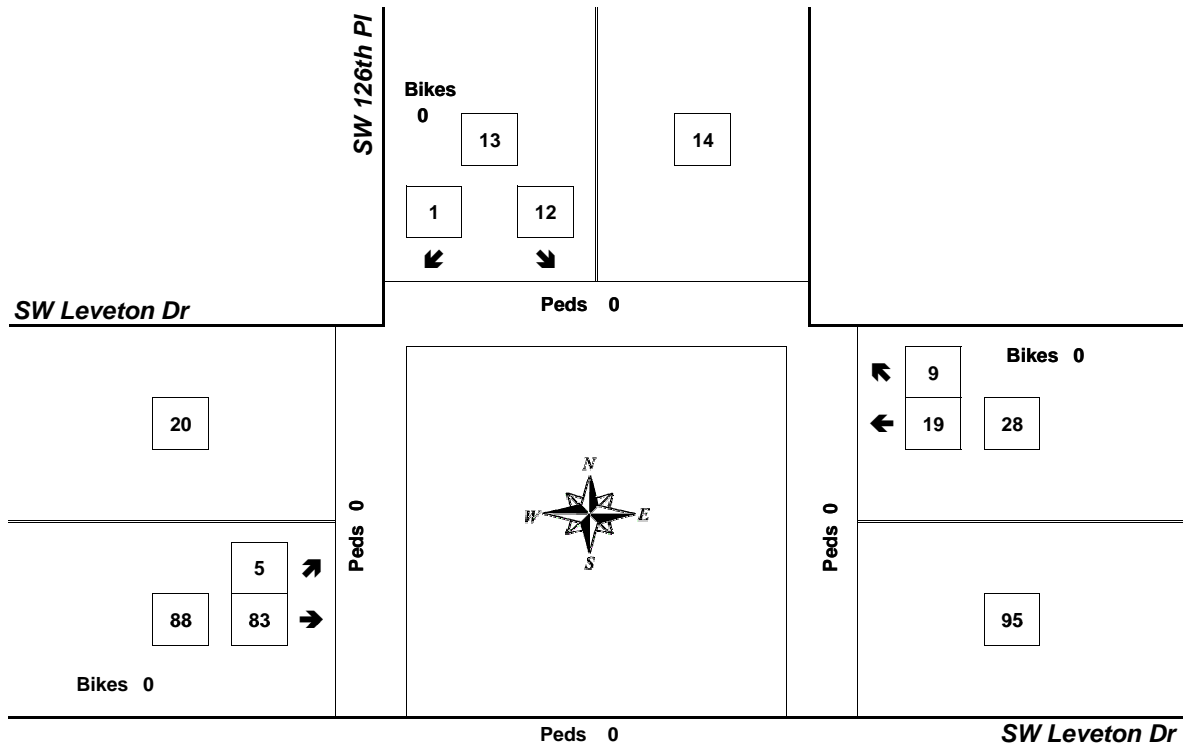 SW 126th Pl
Bikes
0
13
14
1
12
Peds 0
SW Leveton Dr
9
Bikes 0
20
19
28
N
W
E
S
Peds 0
Peds 0
5
88
83
95
Bikes 0
Peds 0
SW Leveton Dr